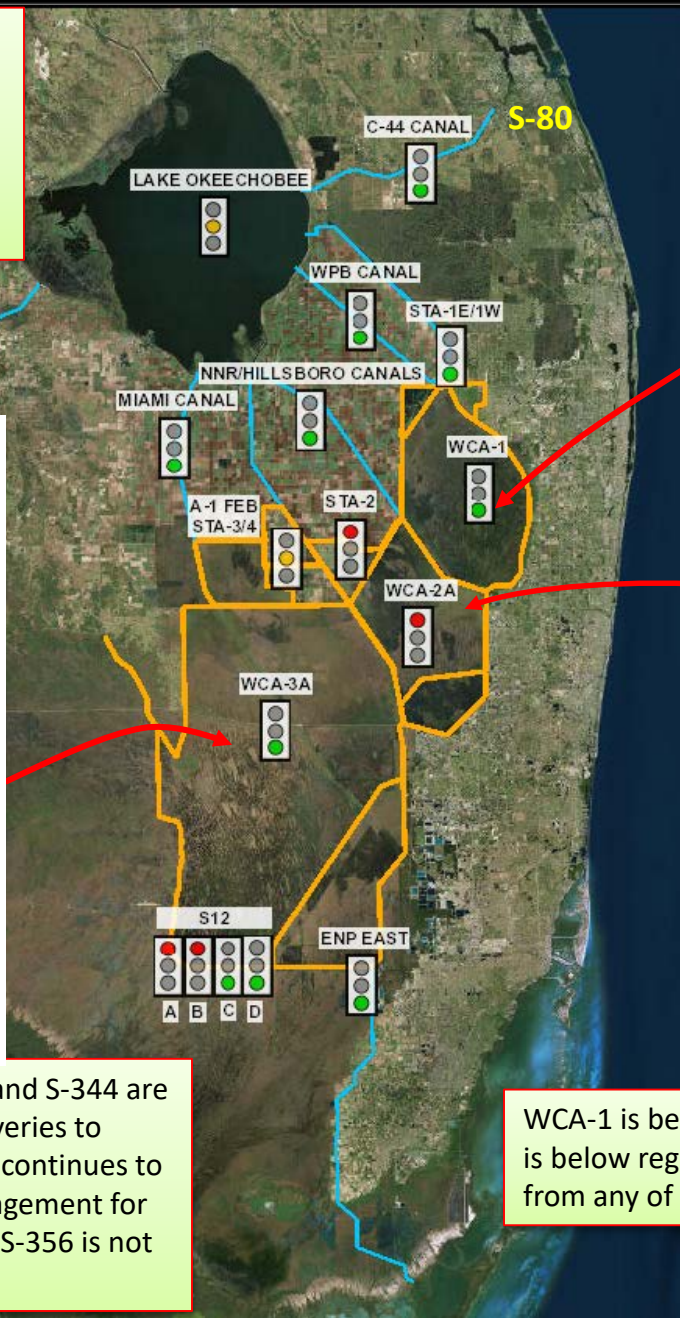 S-80
C-44 CANAL
LAKE OKEECHOBEE
WPB CANAL
STA-1E/1W
NNR/HILLSBORO CANALS
MIAMI CANAL
WCA-1
A-1 FEB
STA-3/4
STA-2
WCA-2A
WCA-3A
S12
ENP EAST
A B C D
and S-344 are
veries to
continues to
agement for
S-356 is not
WCA-1 is be
is below reg
from any of